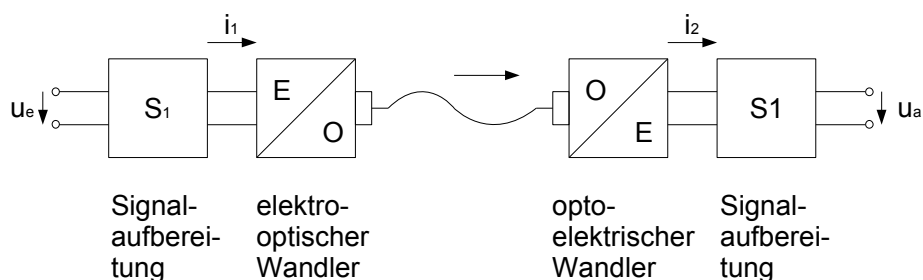 i₁
i₂
uₑ
S₁
E
O
O
E
S1
uₐ
Signal-
aufberei-
tung
elektro-
optischer
Wandler
opto-
elektrischer
Wandler
Signal-
aufberei-
tung